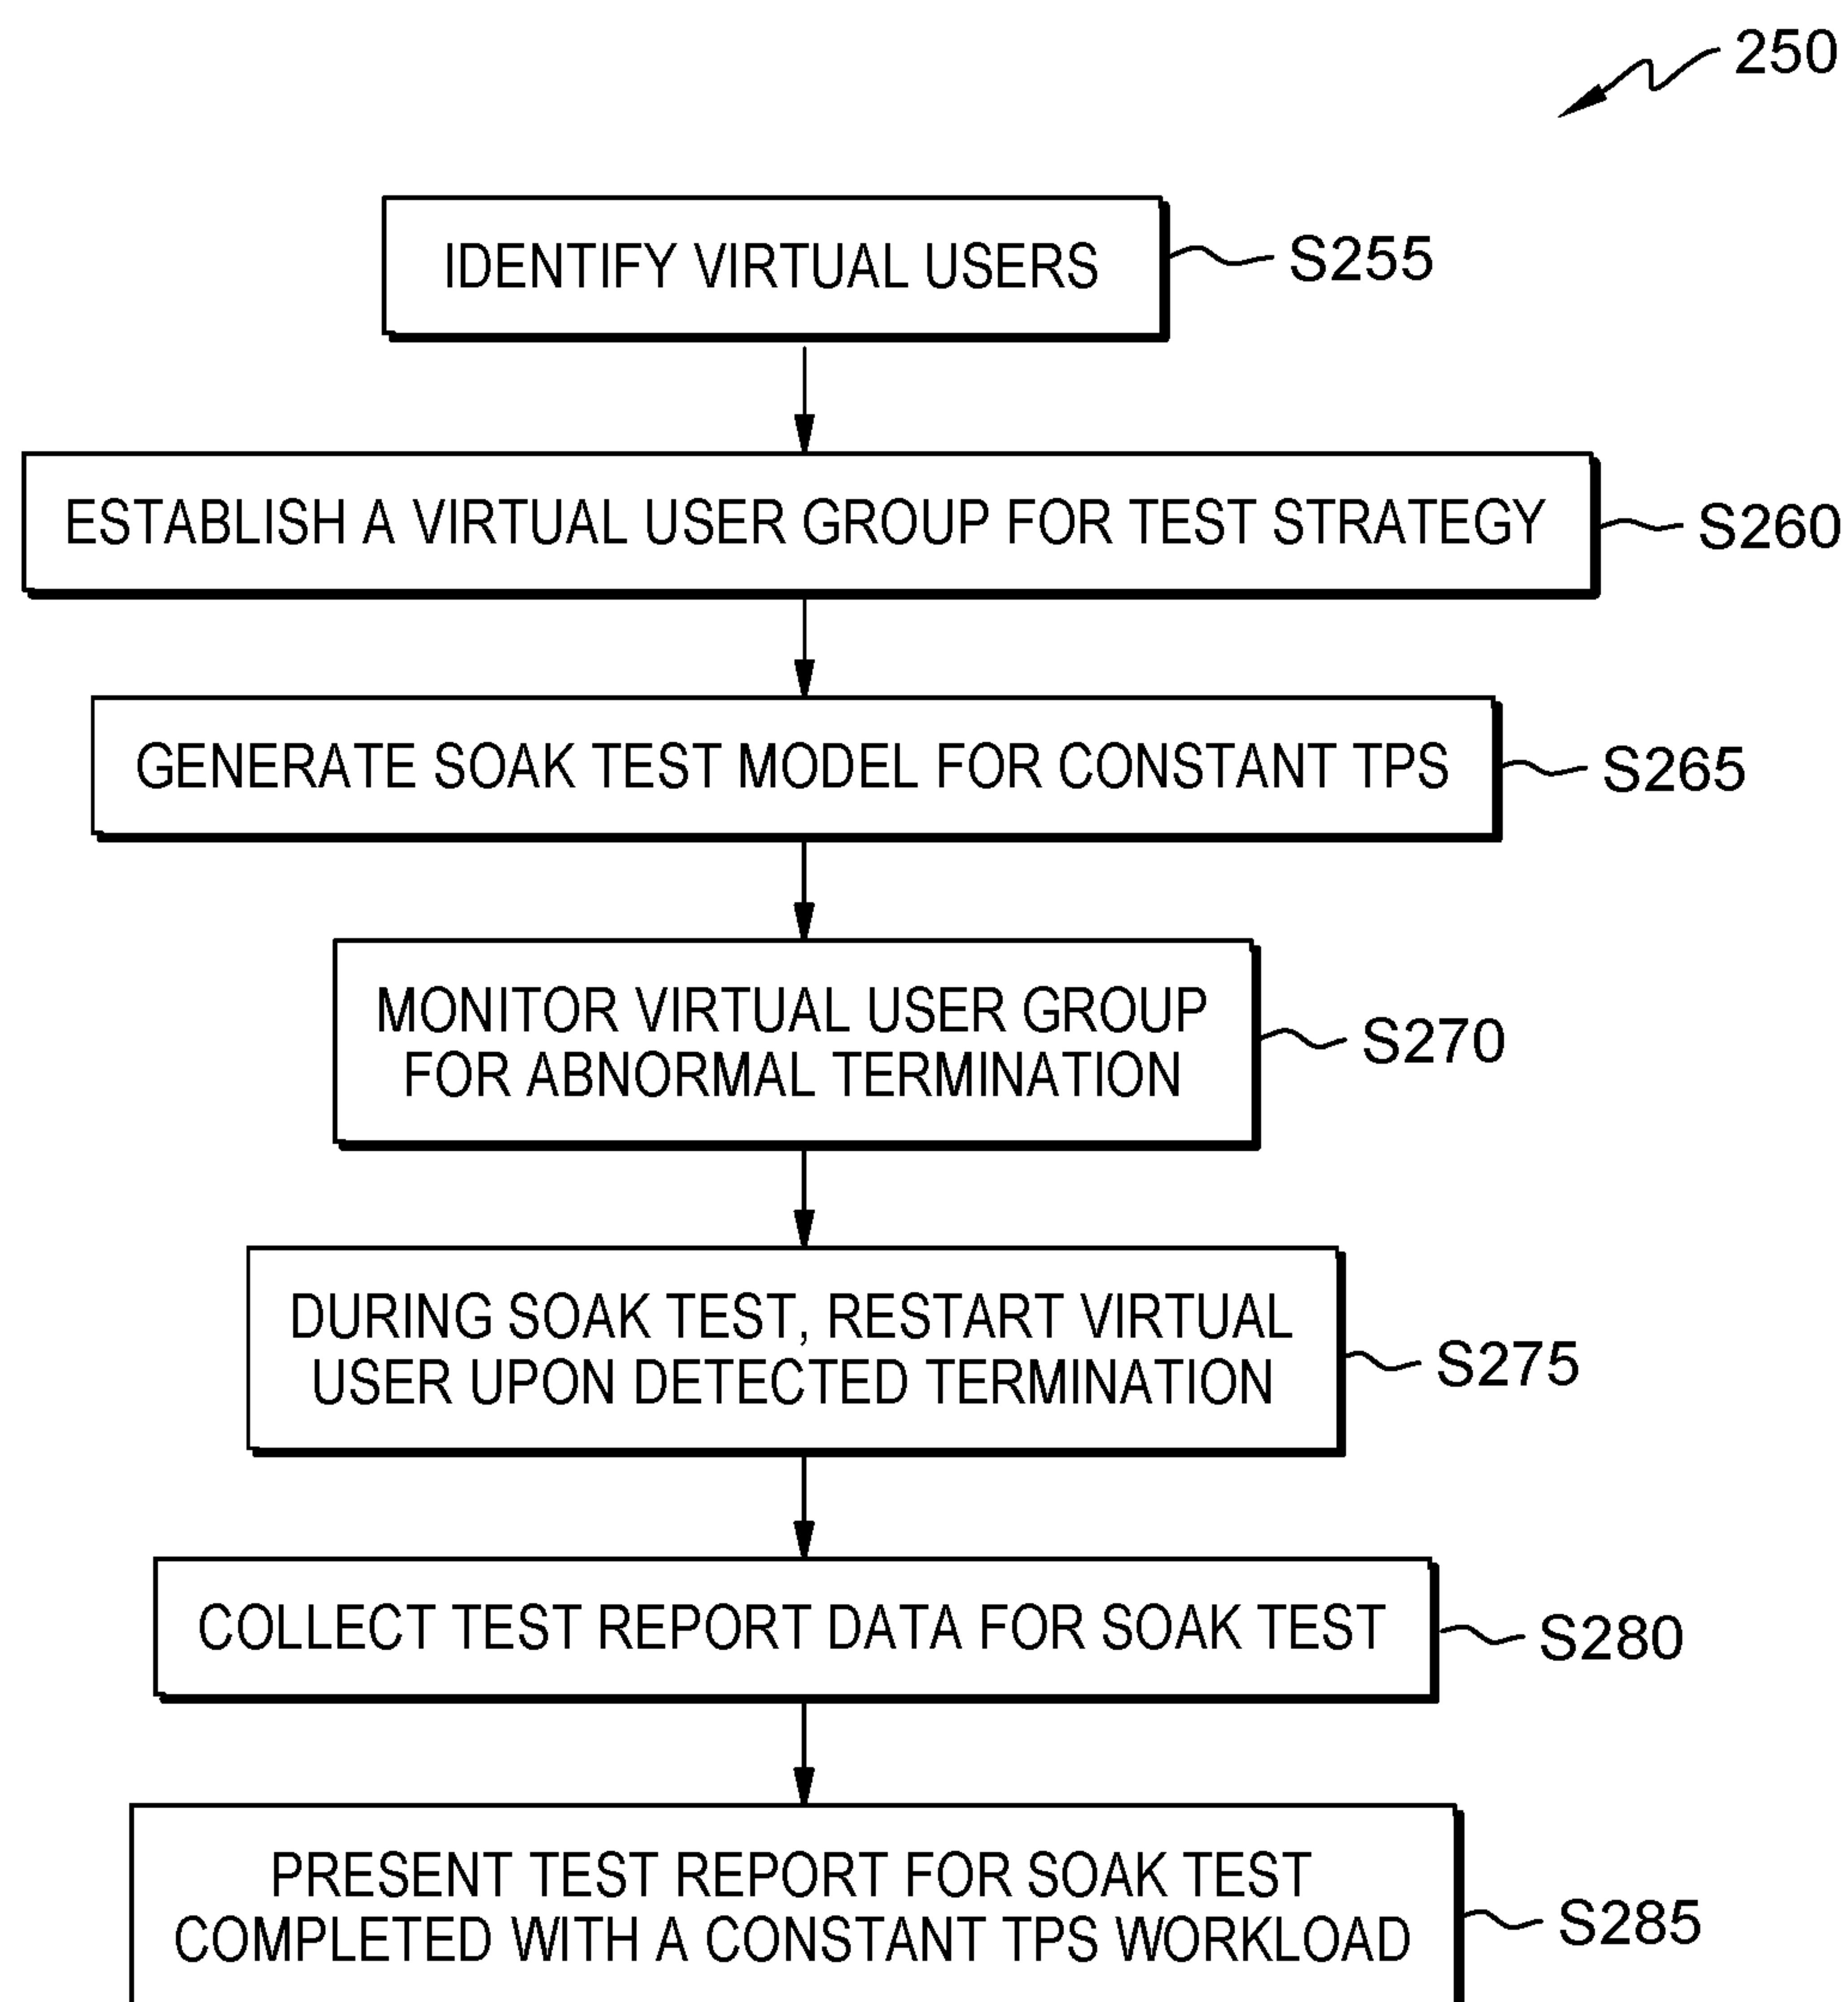 250
IDENTIFY VIRTUAL USERS
S255
ESTABLISH A VIRTUAL USER GROUP FOR TEST STRATEGY
S260
GENERATE SOAK TEST MODEL FOR CONSTANT TPS
S265
MONITOR VIRTUAL USER GROUP
FOR ABNORMAL TERMINATION
S270
DURING SOAK TEST, RESTART VIRTUAL
USER UPON DETECTED TERMINATION
S275
COLLECT TEST REPORT DATA FOR SOAK TEST
S280
PRESENT TEST REPORT FOR SOAK TEST
COMPLETED WITH A CONSTANT TPS WORKLOAD
S285